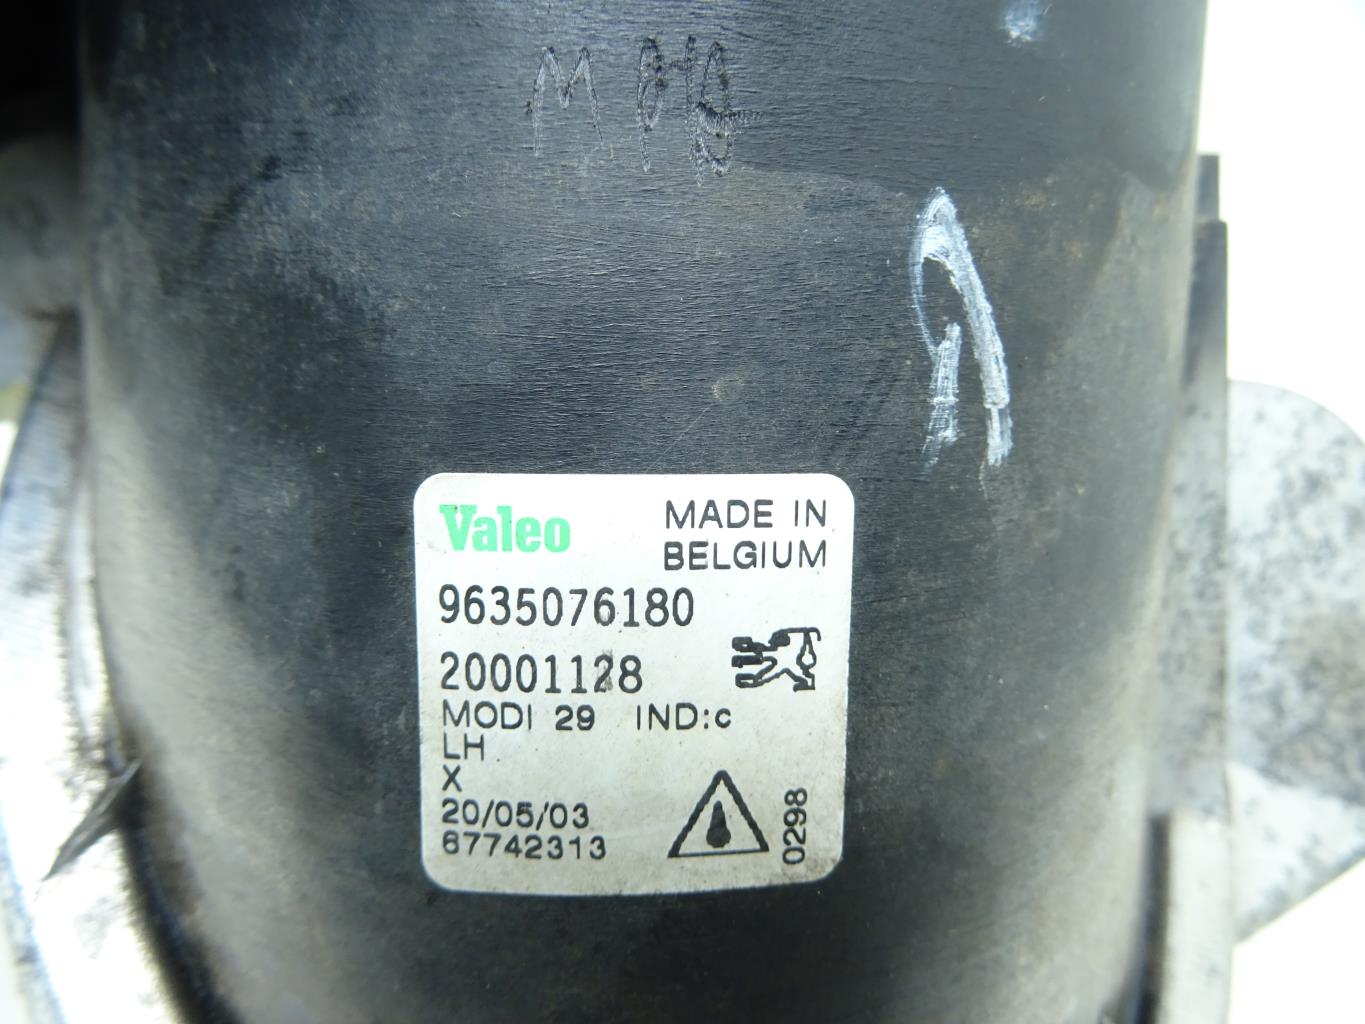 Valeo MADE IN BELGIUM
9635076180
20001128
MODI 29 IND:c
LH
X
20/05/03
67742313
0298